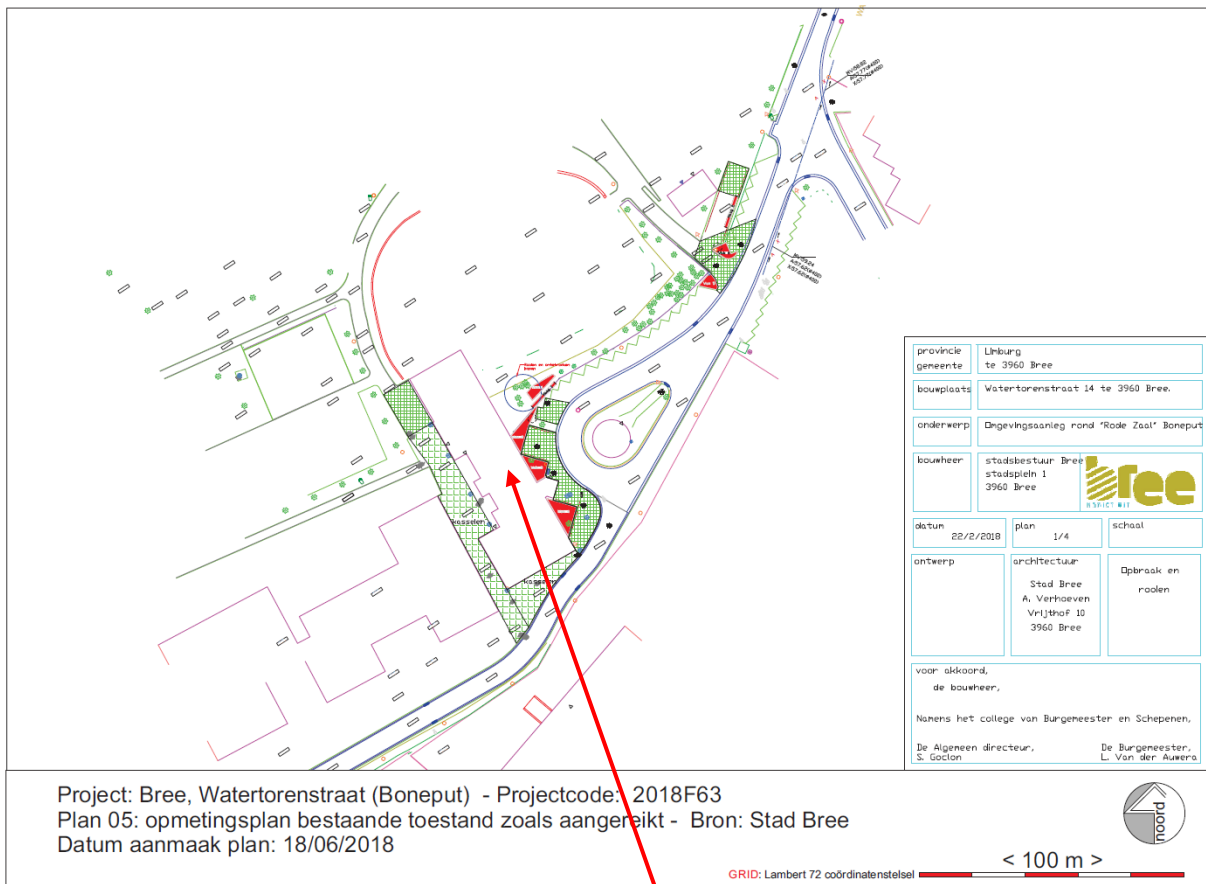 kasselen
kasselen
provincie Limburg
gemeente te 3960 Bree
bouwplaats Watertorenstraat 14 te 3960 Bree.
onderwerp Omgevingsaanleg rond "Rode Zaal" Boneput
bouwheer stadsbestuur Bree
stadsplein 1
3960 Bree
bree
datum plan schaal
22/2/2018 1/4
ontwerp architectuur Opbraak en
Stad Bree roolen
A. Verhoeven
Vrijthof 10
3960 Bree
voor akkoord,
de bouwheer,
Namens het college van Burgemeester en Schepenen,
De Algemeen directeur, De Burgemeester,
S. Goclon L. Van der Auwera
Project: Bree, Watertorenstraat (Boneput) - Projectcode: 2018F63
Plan 05: opmetingsplan bestaande toestand zoals aangereikt - Bron: Stad Bree
Datum aanmaak plan: 18/06/2018
noord
< 100 m >
GRID: Lambert 72 coördinatenstelsel